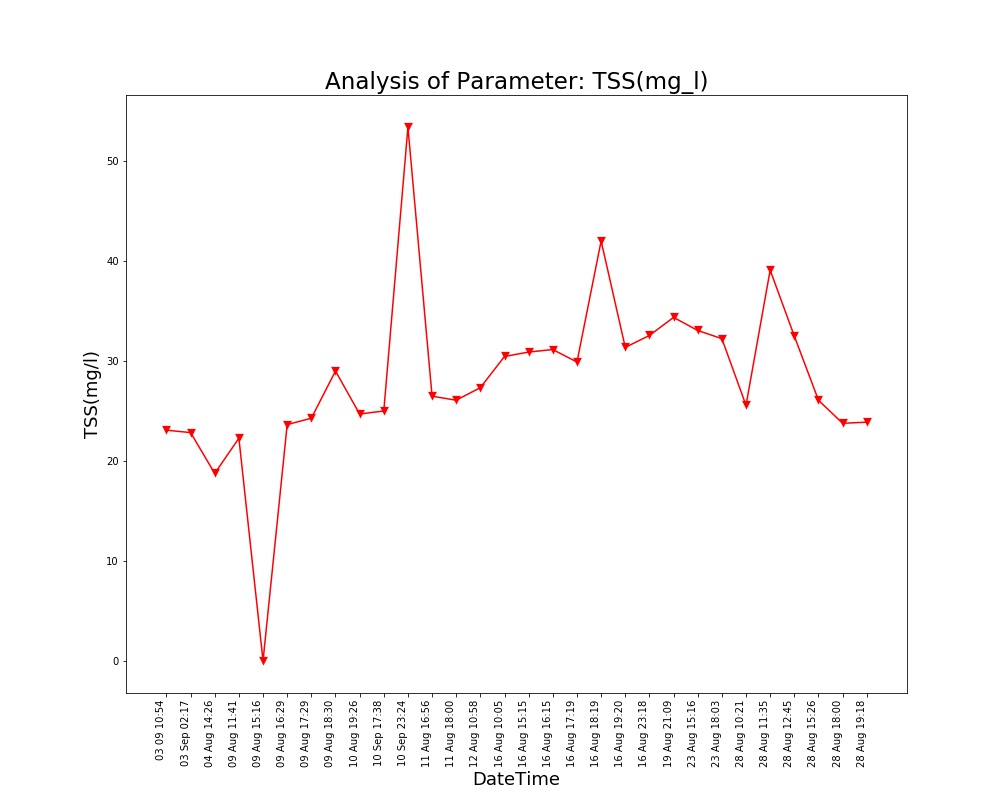 Analysis of Parameter: TSS(mg_l)
TSS(mg/l)
50
40
30
20
10
0
03 09 10:54
03 Sep 02:17
04 Aug 14:26
09 Aug 11:41
09 Aug 15:16
09 Aug 16:29
09 Aug 17:29
09 Aug 18:30
10 Aug 19:26
10 Sep 17:38
10 Sep 23:24
11 Aug 16:56
11 Aug 18:00
12 Aug 10:58
16 Aug 10:05
16 Aug 15:15
16 Aug 16:15
16 Aug 17:19
16 Aug 18:19
16 Aug 19:20
16 Aug 23:18
19 Aug 21:09
23 Aug 15:16
23 Aug 18:03
28 Aug 10:21
28 Aug 11:35
28 Aug 12:45
28 Aug 15:26
28 Aug 18:00
28 Aug 19:18
DateTime